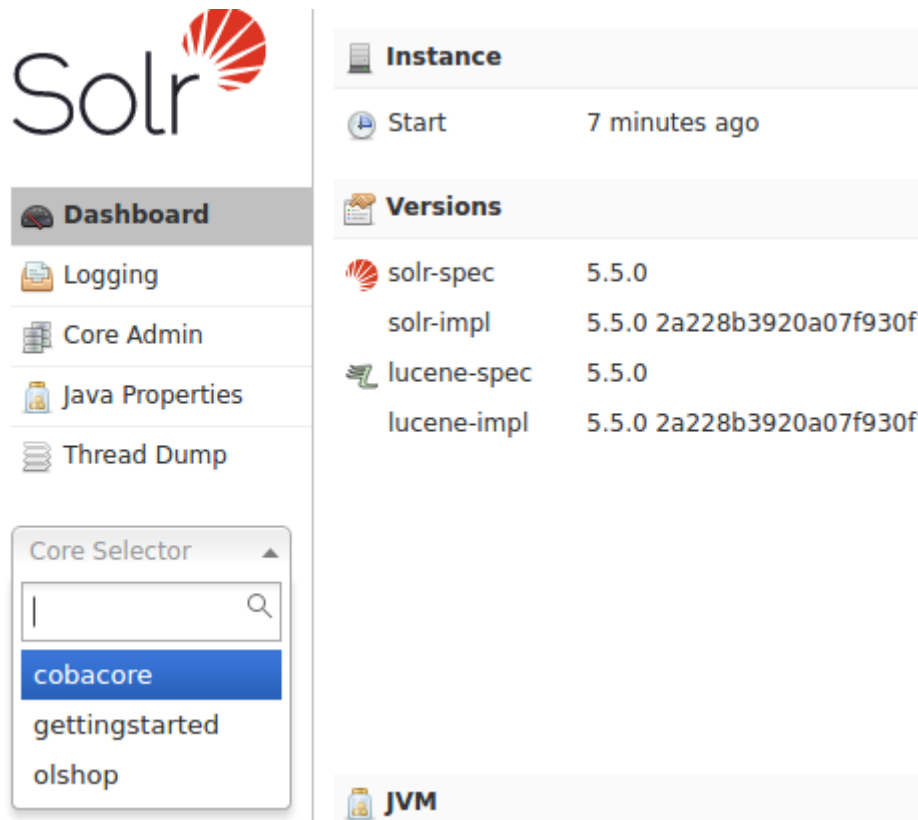 Solr
Dashboard
Logging
Core Admin
Java Properties
Thread Dump
Core Selector
cobacore
gettingstarted
olshop
Instance
Start 7 minutes ago
Versions
solr-spec 5.5.0
solr-impl 5.5.0 2a228b3920a07f930f
lucene-spec 5.5.0
lucene-impl 5.5.0 2a228b3920a07f930f
JVM